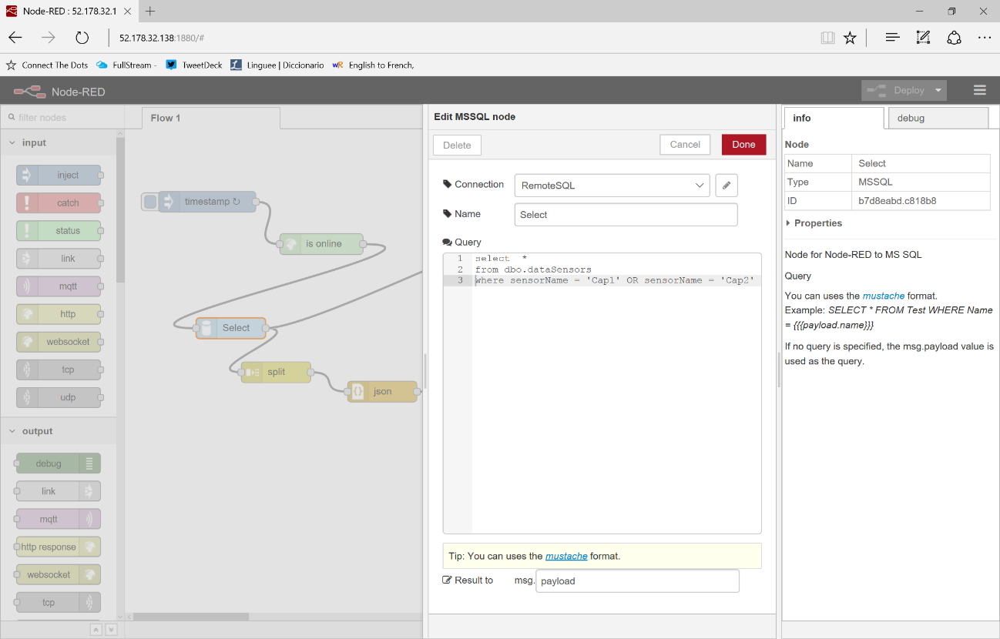 Node-RED : 52.178.32.1
52.178.32.138:1880/#
Connect The Dots
FullStream -
TweetDeck
Linguee | Diccionario
wR English to French,
Node-RED
Deploy
filter nodes
input
inject
catch
status
link
mqtt
http
websocket
tcp
udp
output
debug
link
mqtt
http response
websocket
tcp
Flow 1
timestamp ↻
is online
Select
split
json
Edit MSSQL node
Delete
Cancel
Done
Connection
RemoteSQL
Name
Select
Query
1 select *
2 from dbo.dataSensors
3 where sensorName = 'Cap1' OR sensorName = 'Cap2'
Tip: You can uses the mustache format.
Result to msg. payload
info
debug
Node
Name Select
Type MSSQL
ID b7d8eabd.c818b8
Properties
Node for Node-RED to MS SQL
Query
You can uses the mustache format.
Example: SELECT * FROM Test WHERE Name
= {{{payload.name}}}
If no query is specified, the msg.payload value is
used as the query.